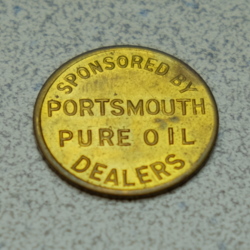 SPONSORED BY
PORTSMOUTH
PURE OIL
DEALERS